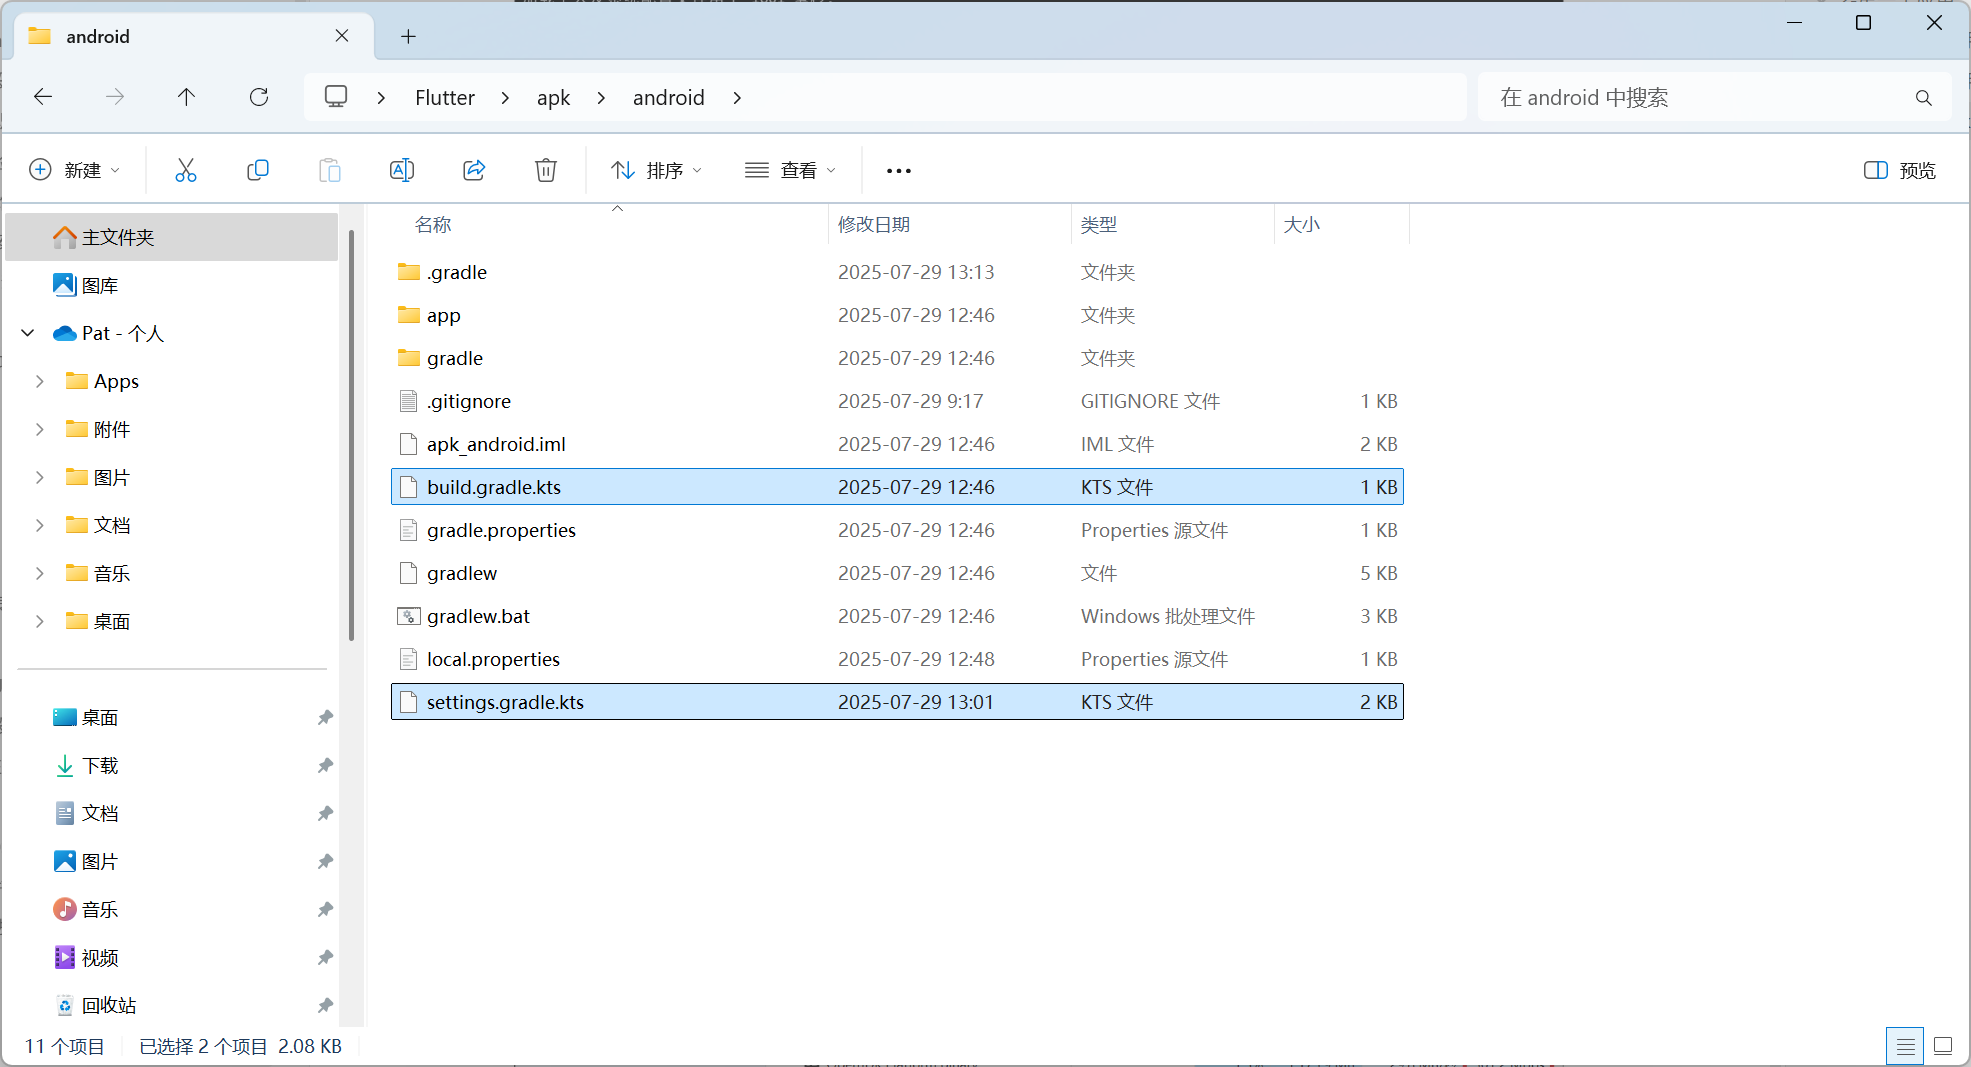 android
Flutter
apk
android
在 android 中搜索
新建
排序
查看
预览
主文件夹
图库
Pat - 个人
Apps
附件
图片
文档
音乐
桌面
桌面
下载
文档
图片
音乐
视频
回收站
名称 修改日期 类型 大小
.gradle 2025-07-29 13:13 文件夹
app 2025-07-29 12:46 文件夹
gradle 2025-07-29 12:46 文件夹
.gitignore 2025-07-29 9:17 GITIGNORE 文件 1 KB
apk_android.iml 2025-07-29 12:46 IML 文件 2 KB
build.gradle.kts 2025-07-29 12:46 KTS 文件 1 KB
gradle.properties 2025-07-29 12:46 Properties 源文件 1 KB
gradlew 2025-07-29 12:46 文件 5 KB
gradlew.bat 2025-07-29 12:46 Windows 批处理文件 3 KB
local.properties 2025-07-29 12:48 Properties 源文件 1 KB
settings.gradle.kts 2025-07-29 13:01 KTS 文件 2 KB
11 个项目 已选择 2 个项目 2.08 KB